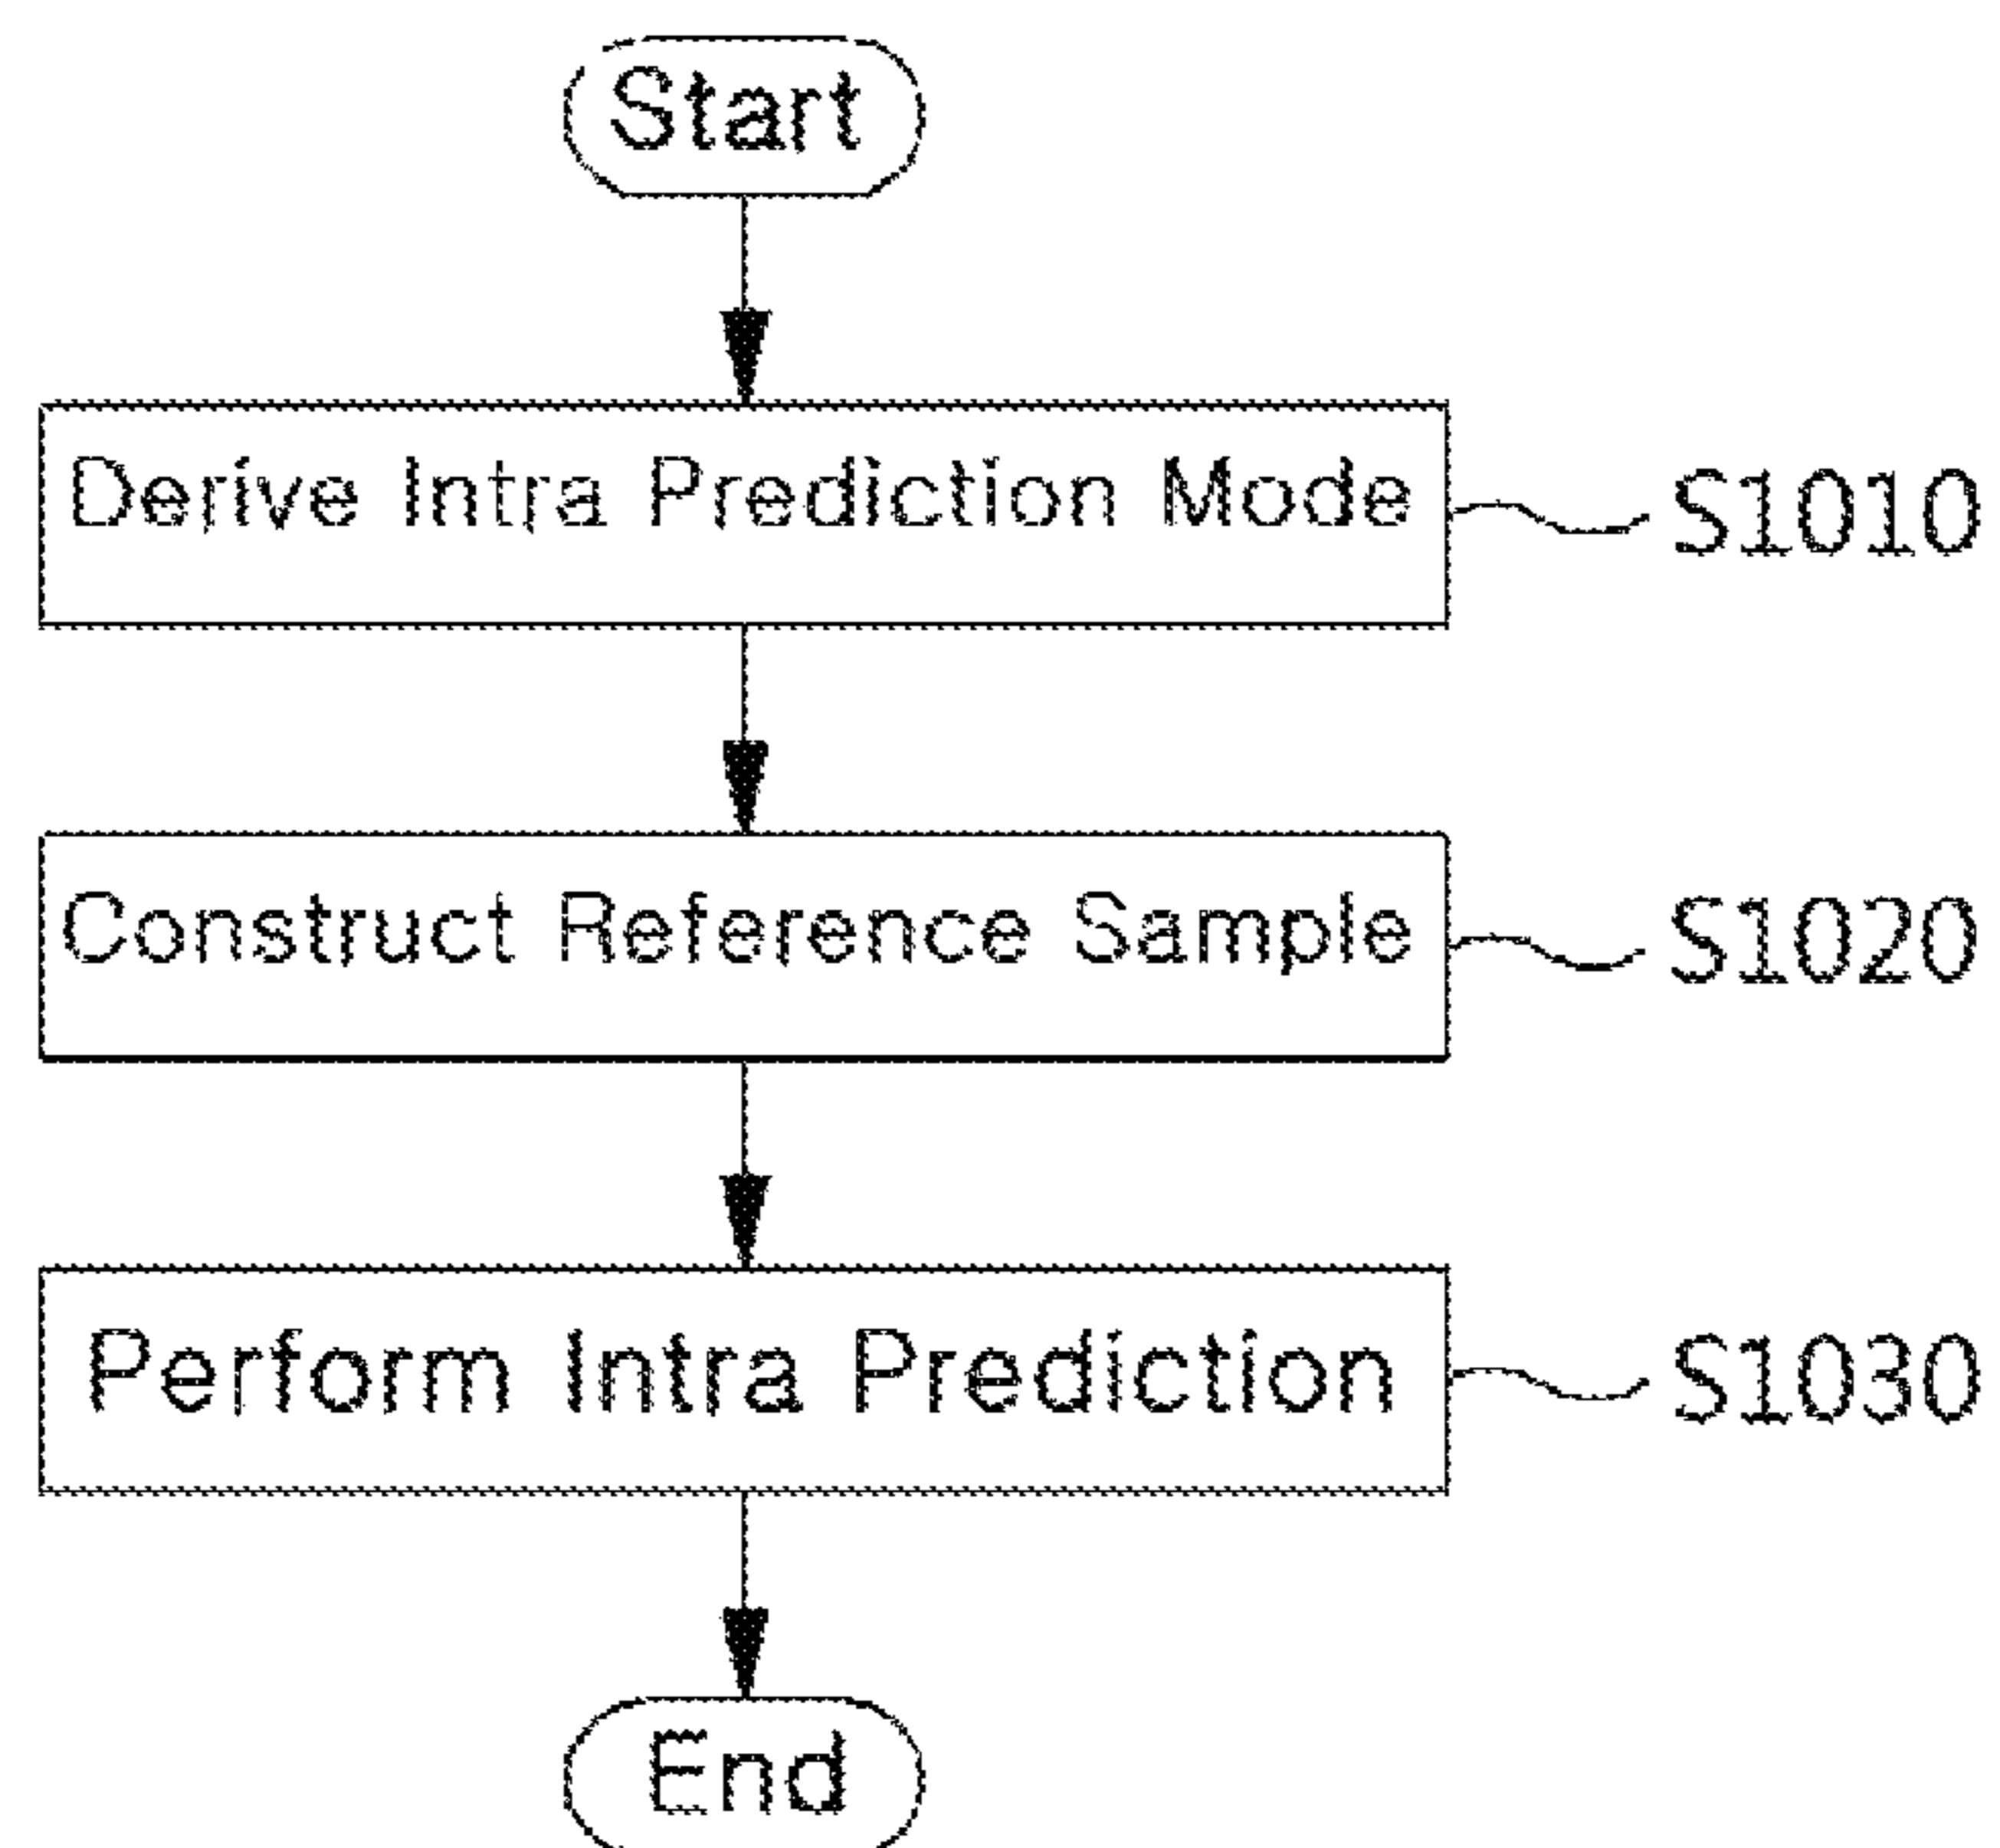 Start
Derive Intra Prediction Mode
S1010
Construct Reference Sample
S1020
Perform Intra Prediction
S1030
End